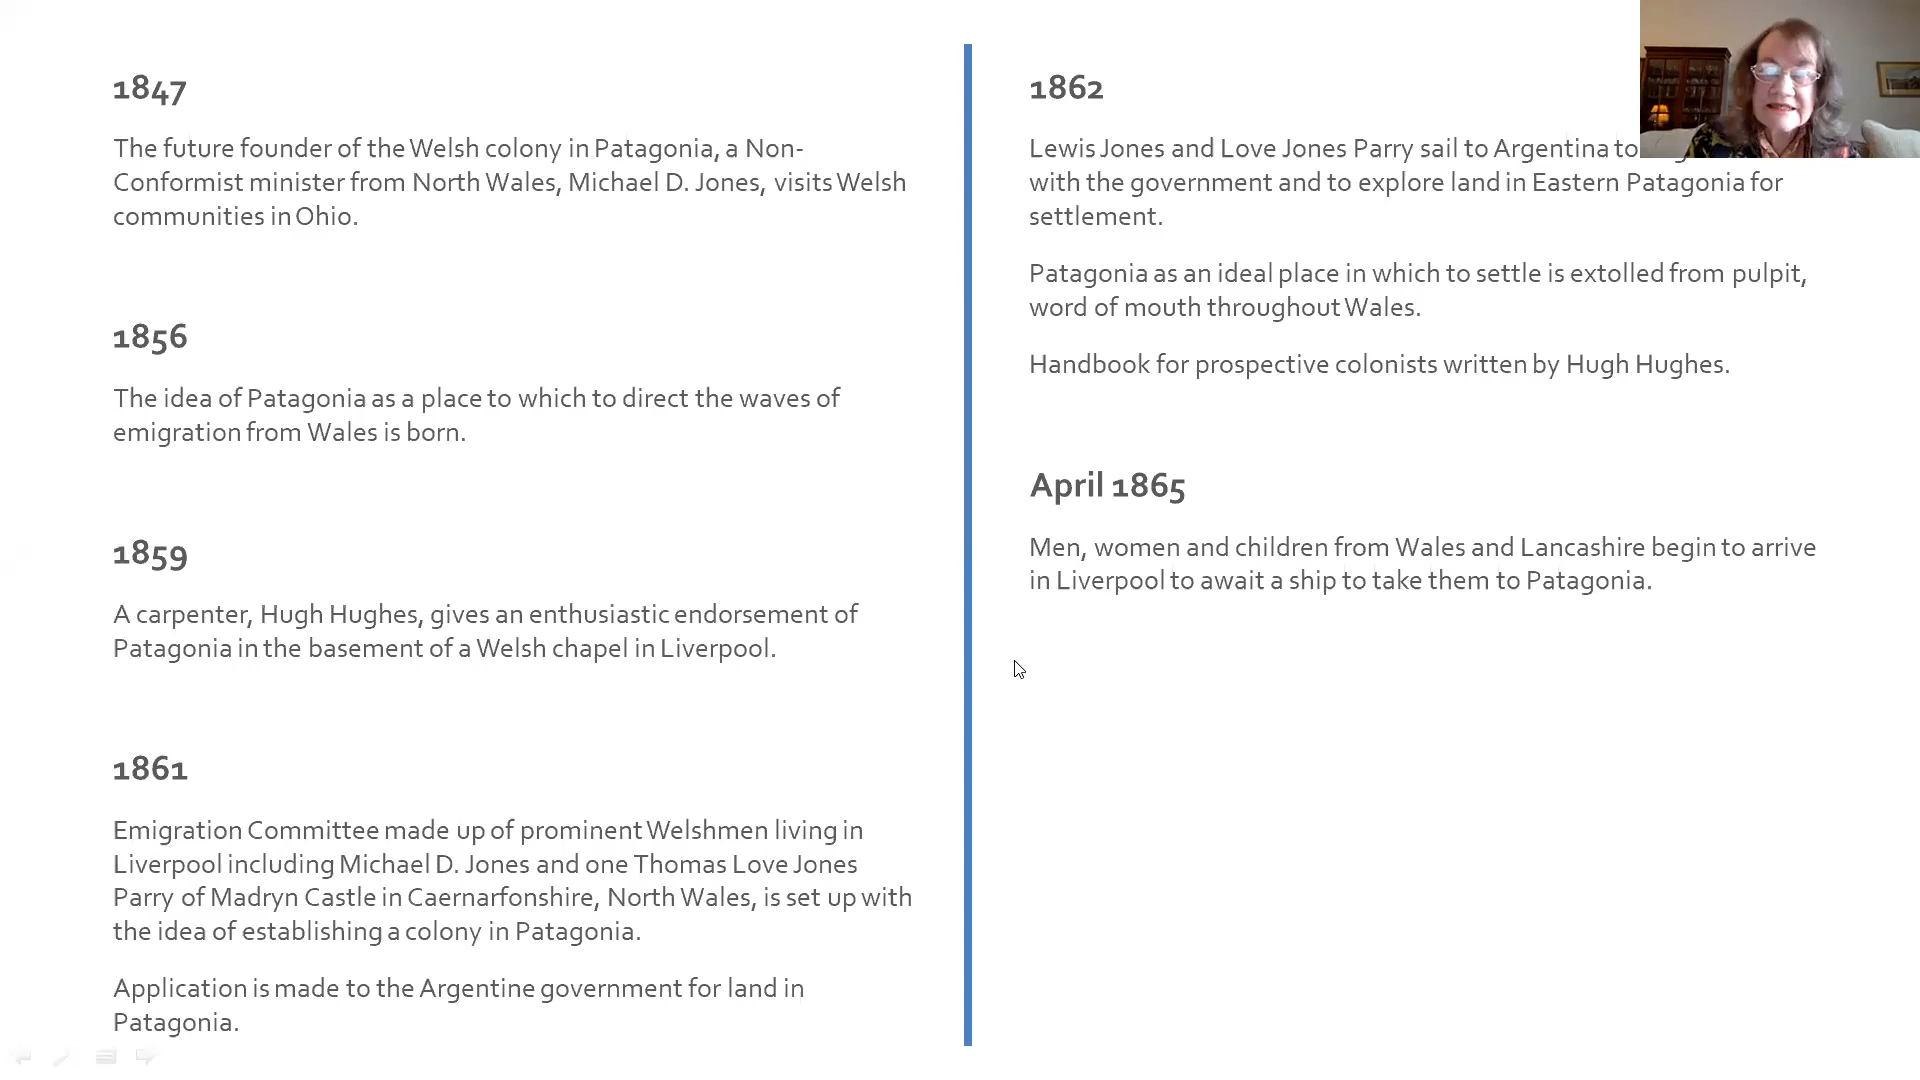 1847
The future founder of the Welsh colony in Patagonia, a Non-
Conformist minister from North Wales, Michael D. Jones, visits Welsh
communities in Ohio.
1856
The idea of Patagonia as a place to which to direct the waves of
emigration from Wales is born.
1859
A carpenter, Hugh Hughes, gives an enthusiastic endorsement of
Patagonia in the basement of a Welsh chapel in Liverpool.
1861
Emigration Committee made up of prominent Welshmen living in
Liverpool including Michael D. Jones and one Thomas Love Jones
Parry of Madryn Castle in Caernarfonshire, North Wales, is set up with
the idea of establishing a colony in Patagonia.
Application is made to the Argentine government for land in
Patagonia.
1862
Lewis Jones and Love Jones Parry sail to Argentina to
with the government and to explore land in Eastern Patagonia for
settlement.
Patagonia as an ideal place in which to settle is extolled from pulpit,
word of mouth throughout Wales.
Handbook for prospective colonists written by Hugh Hughes.
April 1865
Men, women and children from Wales and Lancashire begin to arrive
in Liverpool to await a ship to take them to Patagonia.